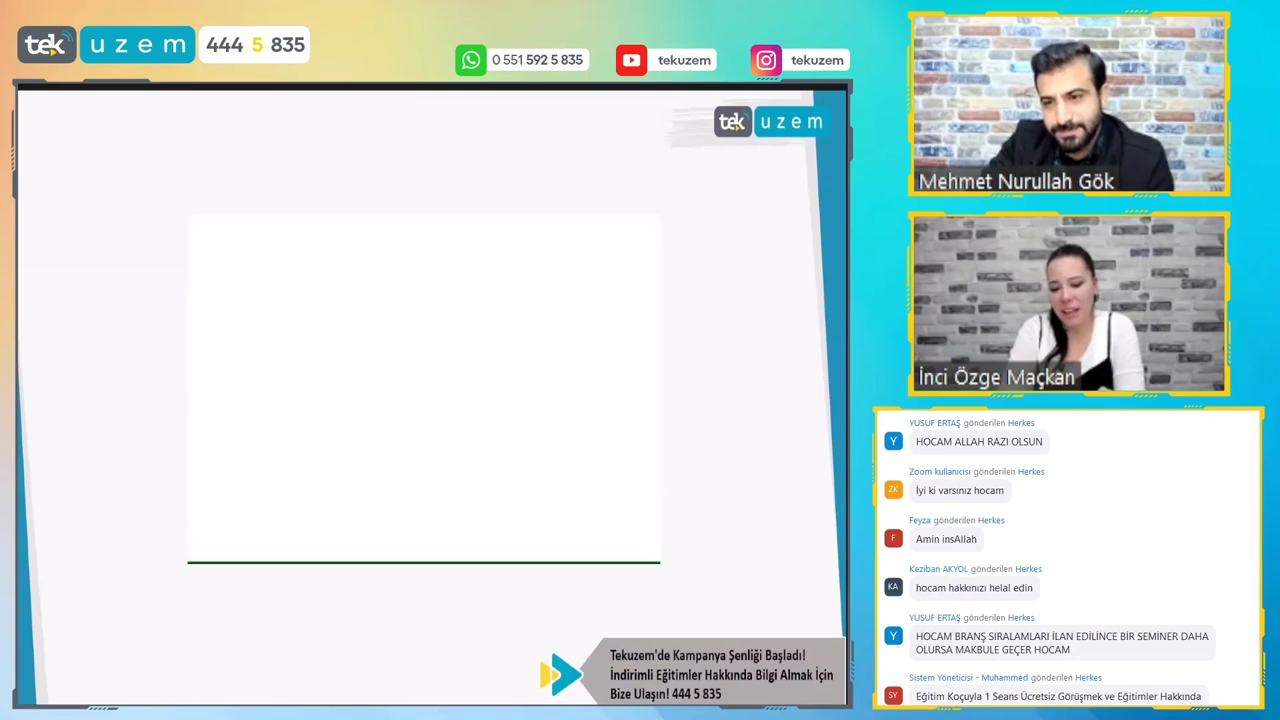 tek uzem 444 5 835
0 551 592 5 835
tekuzem
tekuzem
tek uzem
Mehmet Nurullah Gök
İnci Özge Maçkan
YUSUF ERTAŞ gönderilen Herkes
Y
HOCAM ALLAH RAZI OLSUN
Zoom kullanıcısı gönderilen Herkes
ZK
İyi ki varsınız hocam
Feyza gönderilen Herkes
F
Amin insAllah
Keziban AKYOL gönderilen Herkes
KA
hocam hakkınızı helal edin
YUSUF ERTAŞ gönderilen Herkes
Y
HOCAM BRANŞ SIRALAMLARI İLAN EDİLİNCE BİR SEMİNER DAHA
OLURSA MAKBULE GEÇER HOCAM
Sistem Yöneticisi - Muhammed gönderilen Herkes
SY
Eğitim Koçuyla 1 Seans Ücretsiz Görüşmek ve Eğitimler Hakkında
Tekuzem'de Kampanya Şenliği Başladı!
İndirimli Eğitimler Hakkında Bilgi Almak İçin
Bize Ulaşın! 444 5 835